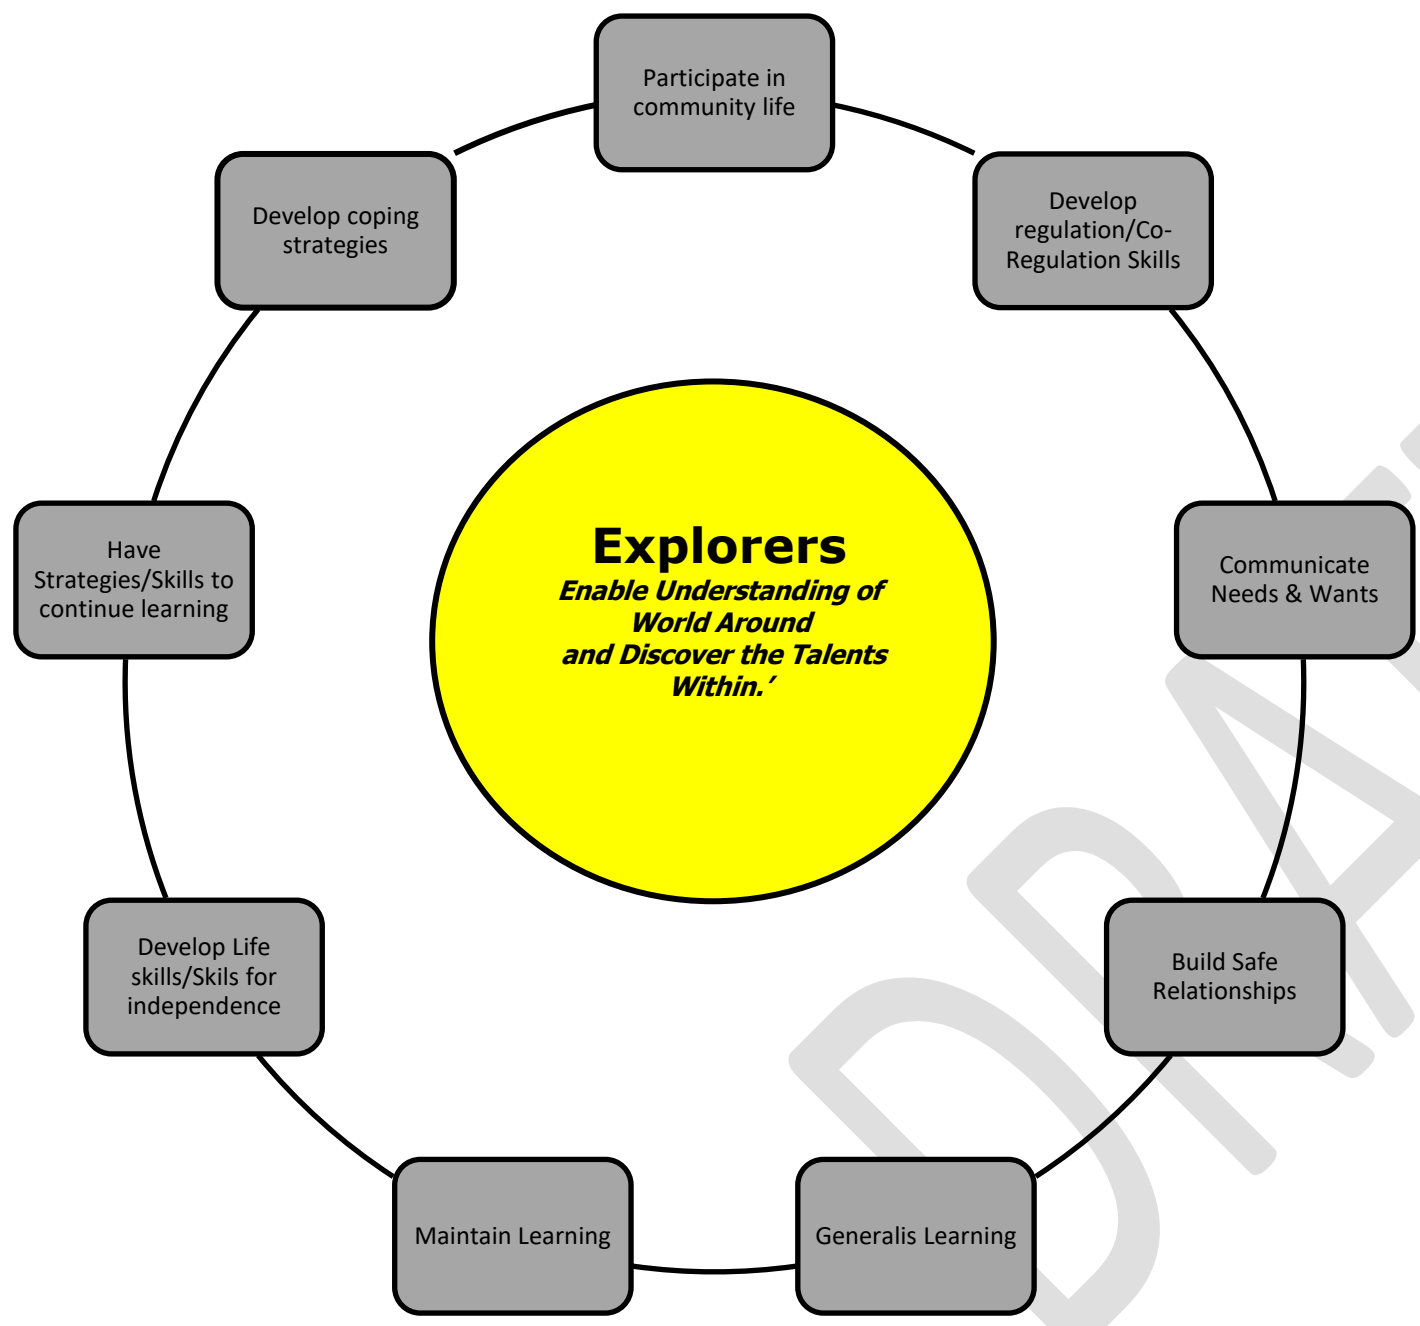 Participate in
community life
Develop coping
strategies
Develop
regulation/Co-
Regulation Skills
Explorers
Enable Understanding of
World Around
and Discover the Talents
Within.’
Have
Strategies/Skills to
continue learning
Communicate
Needs & Wants
Develop Life
skills/Skils for
independence
Build Safe
Relationships
Maintain Learning
Generalis Learning
DRAFT